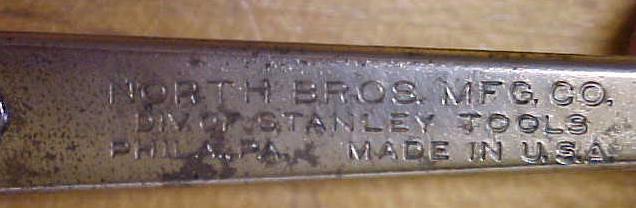 NORTH BROS. MFG. CO.
DIV. OF STANLEY TOOLS
PHILA., PA. MADE IN U.S.A.